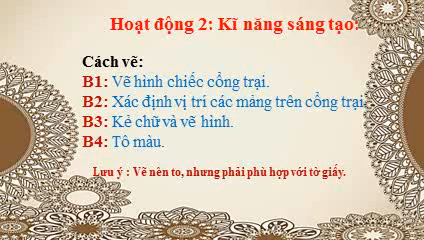 Hoạt động 2: Kĩ năng sáng tạo:
Cách vẽ:
B1: Vẽ hình chiếc cổng trại.
B2: Xác định vị trí các mảng trên cổng trại.
B3: Kẻ chữ và vẽ hình.
B4: Tô màu.
Lưu ý : Vẽ nên to, nhưng phải phù hợp với tờ giấy.